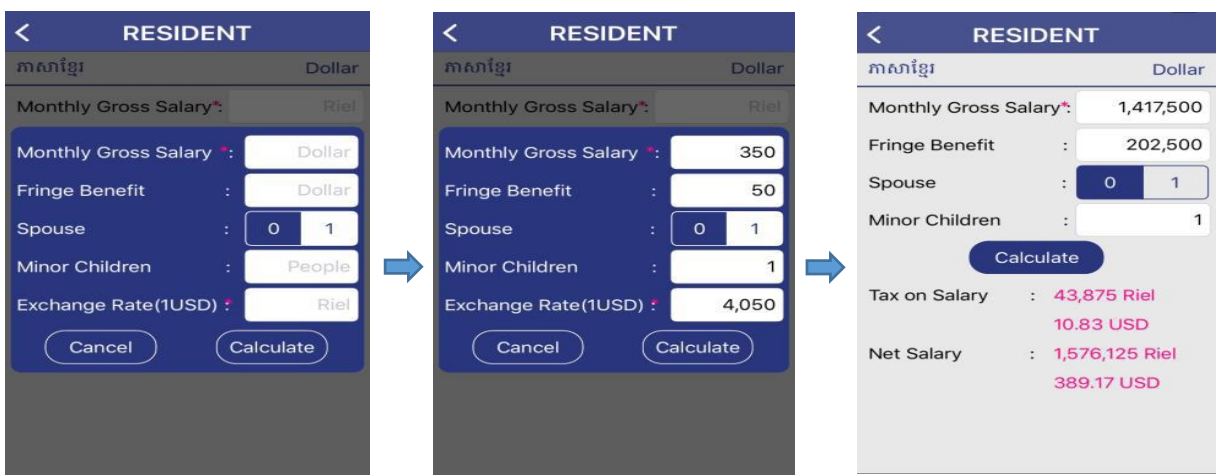 < RESIDENT
ភាសាខ្មែរ Dollar
Monthly Gross Salary*: Riel
Monthly Gross Salary *: Dollar
Fringe Benefit : Dollar
Spouse : 0 1
Minor Children : People
Exchange Rate(1USD) *: Riel
Cancel Calculate
< RESIDENT
ភាសាខ្មែរ Dollar
Monthly Gross Salary*: Riel
Monthly Gross Salary *: 350
Fringe Benefit : 50
Spouse : 0 1
Minor Children : 1
Exchange Rate(1USD) *: 4,050
Cancel Calculate
< RESIDENT
ភាសាខ្មែរ Dollar
Monthly Gross Salary*: 1,417,500
Fringe Benefit : 202,500
Spouse : 0 1
Minor Children : 1
Calculate
Tax on Salary : 43,875 Riel
10.83 USD
Net Salary : 1,576,125 Riel
389.17 USD